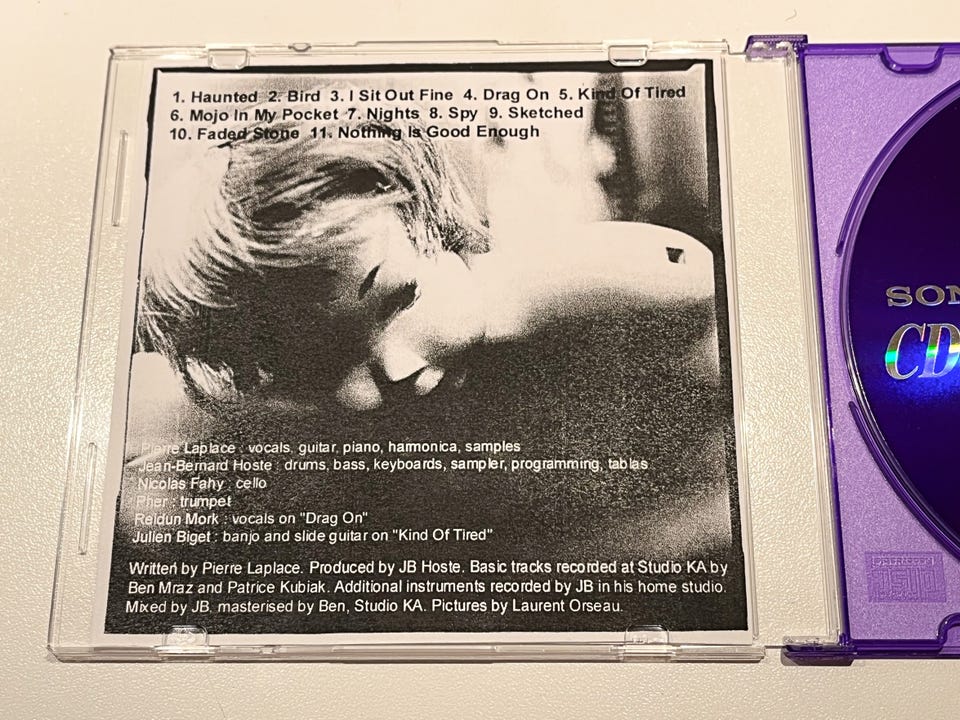 1. Haunted 2. Bird 3. I Sit Out Fine 4. Drag On 5. Kind Of Tired
6. Mojo In My Pocket 7. Nights 8. Spy 9. Sketched
10. Faded Stone 11. Nothing Is Good Enough
Pierre Laplace : vocals, guitar, piano, harmonica, samples
Jean-Bernard Hoste : drums, bass, keyboards, sampler, programming, tablas
Nicolas Fahy : cello
Pher : trumpet
Reidun Mork : vocals on "Drag On"
Julien Biget : banjo and slide guitar on "Kind Of Tired"
Written by Pierre Laplace. Produced by JB Hoste. Basic tracks recorded at Studio KA by
Ben Mraz and Patrice Kubiak. Additional instruments recorded by JB in his home studio.
Mixed by JB, masterised by Ben, Studio KA. Pictures by Laurent Orseau.
SON
CD